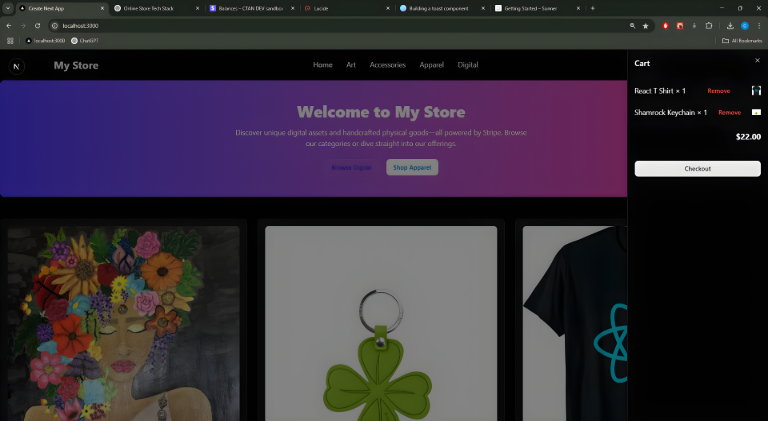 Create Next App
Online Store Tech Stack
Balances – CTAN DEV sandbox
Lucide
Building a toast component
Getting Started – Sonner
localhost:3000
localhost:3000
ChatGPT
All Bookmarks
N
My Store
Home
Art
Accessories
Apparel
Digital
Welcome to My Store
Discover unique digital assets and handcrafted physical goods—all powered by Stripe. Browse
our categories or dive straight into our offerings.
Browse Digital
Shop Apparel
Cart
React T Shirt × 1
Remove
Shamrock Keychain × 1
Remove
$22.00
Checkout